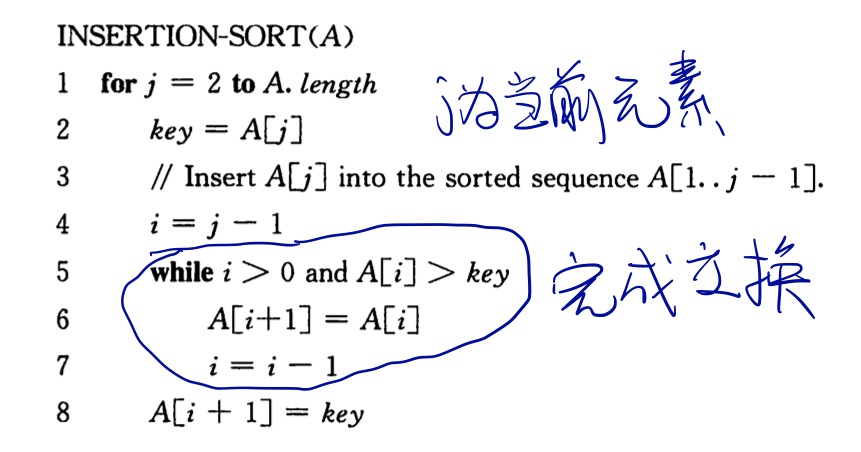 INSERTION-SORT(A)
1 for j = 2 to A. length
j为当前元素
2 key = A[j]
3 // Insert A[j] into the sorted sequence A[1..j − 1].
4 i = j − 1
5 while i > 0 and A[i] > key
完成交换
6 A[i+1] = A[i]
7 i = i − 1
8 A[i + 1] = key